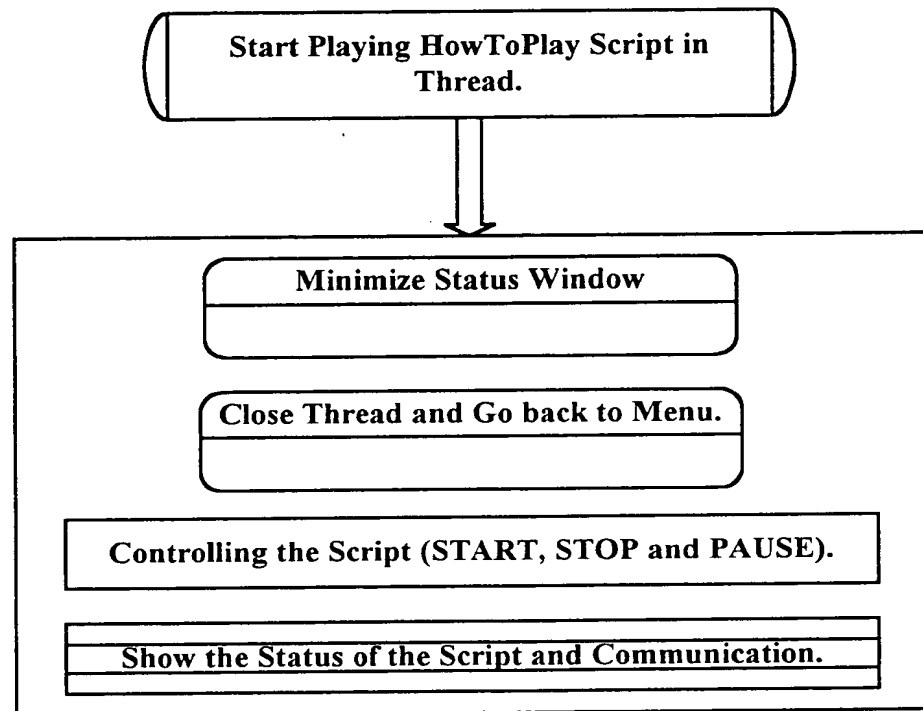 Start Playing HowToPlay Script in
Thread.
Minimize Status Window
Close Thread and Go back to Menu.
Controlling the Script (START, STOP and PAUSE).
Show the Status of the Script and Communication.